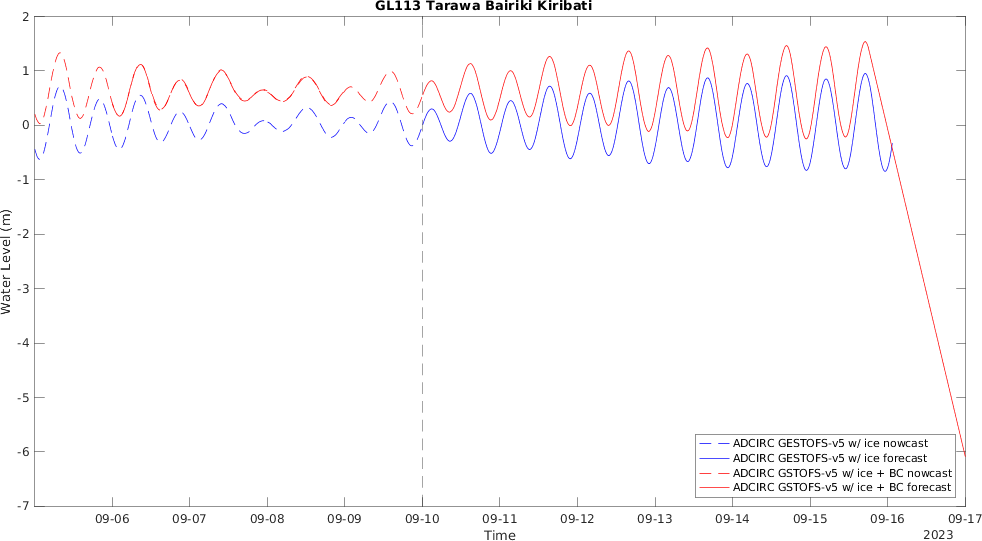 GL113 Tarawa Bairiki Kiribati
2
1
0
-1
-2
-3
-4
-5
-6
-7
Water Level (m)
ADCIRC GESTOFS-v5 w/ ice nowcast
ADCIRC GESTOFS-v5 w/ ice forecast
ADCIRC GSTOFS-v5 w/ ice + BC nowcast
ADCIRC GSTOFS-v5 w/ ice + BC forecast
09-06 09-07 09-08 09-09 09-10 09-11 09-12 09-13 09-14 09-15 09-16 09-17
Time
2023